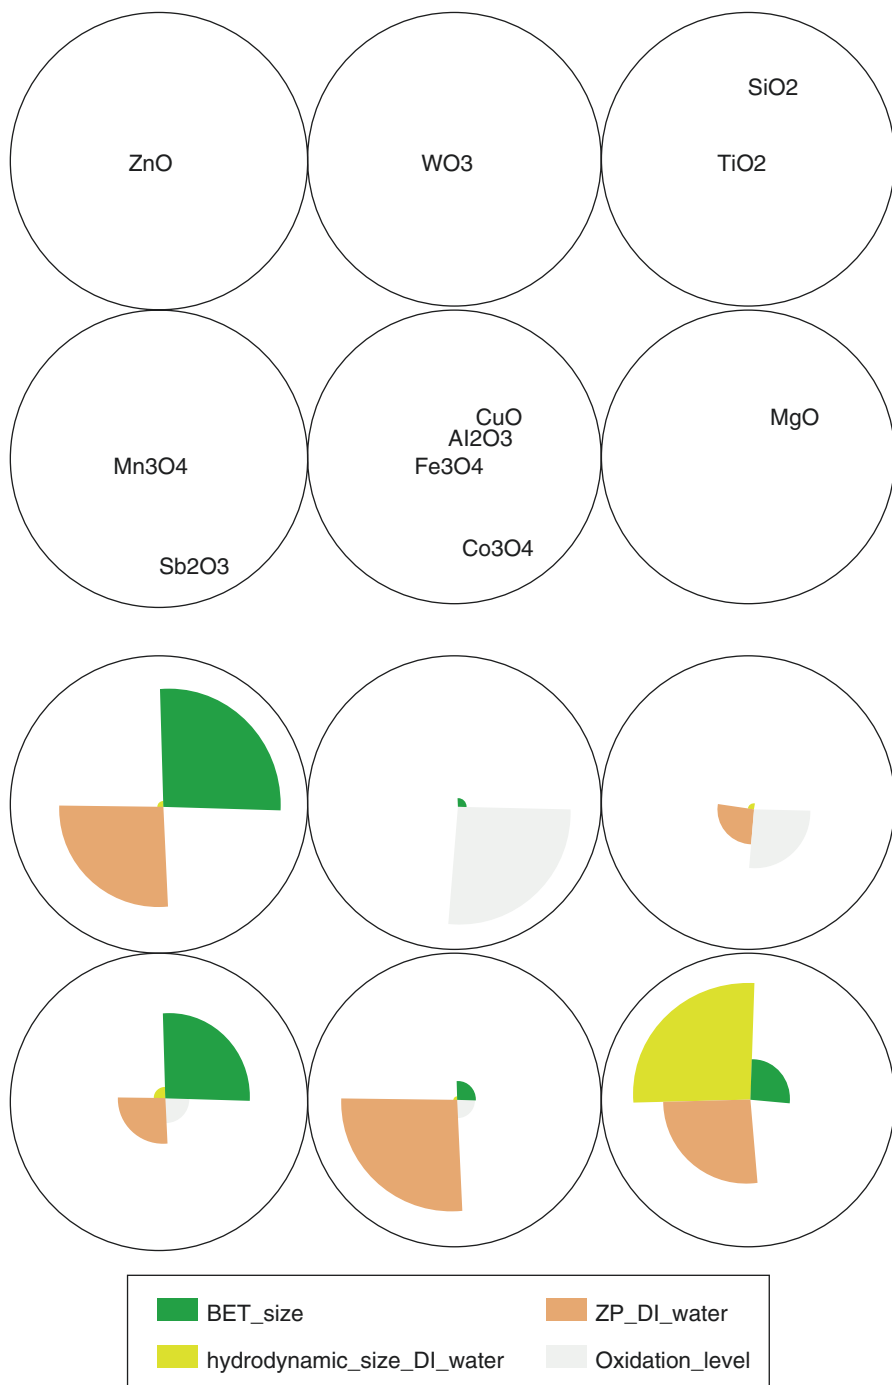 SiO2
ZnO WO3 TiO2
CuO MgO
Al2O3
Mn3O4 Fe3O4
Co3O4
Sb2O3
BET_size ZP_DI_water
hydrodynamic_size_DI_water Oxidation_level